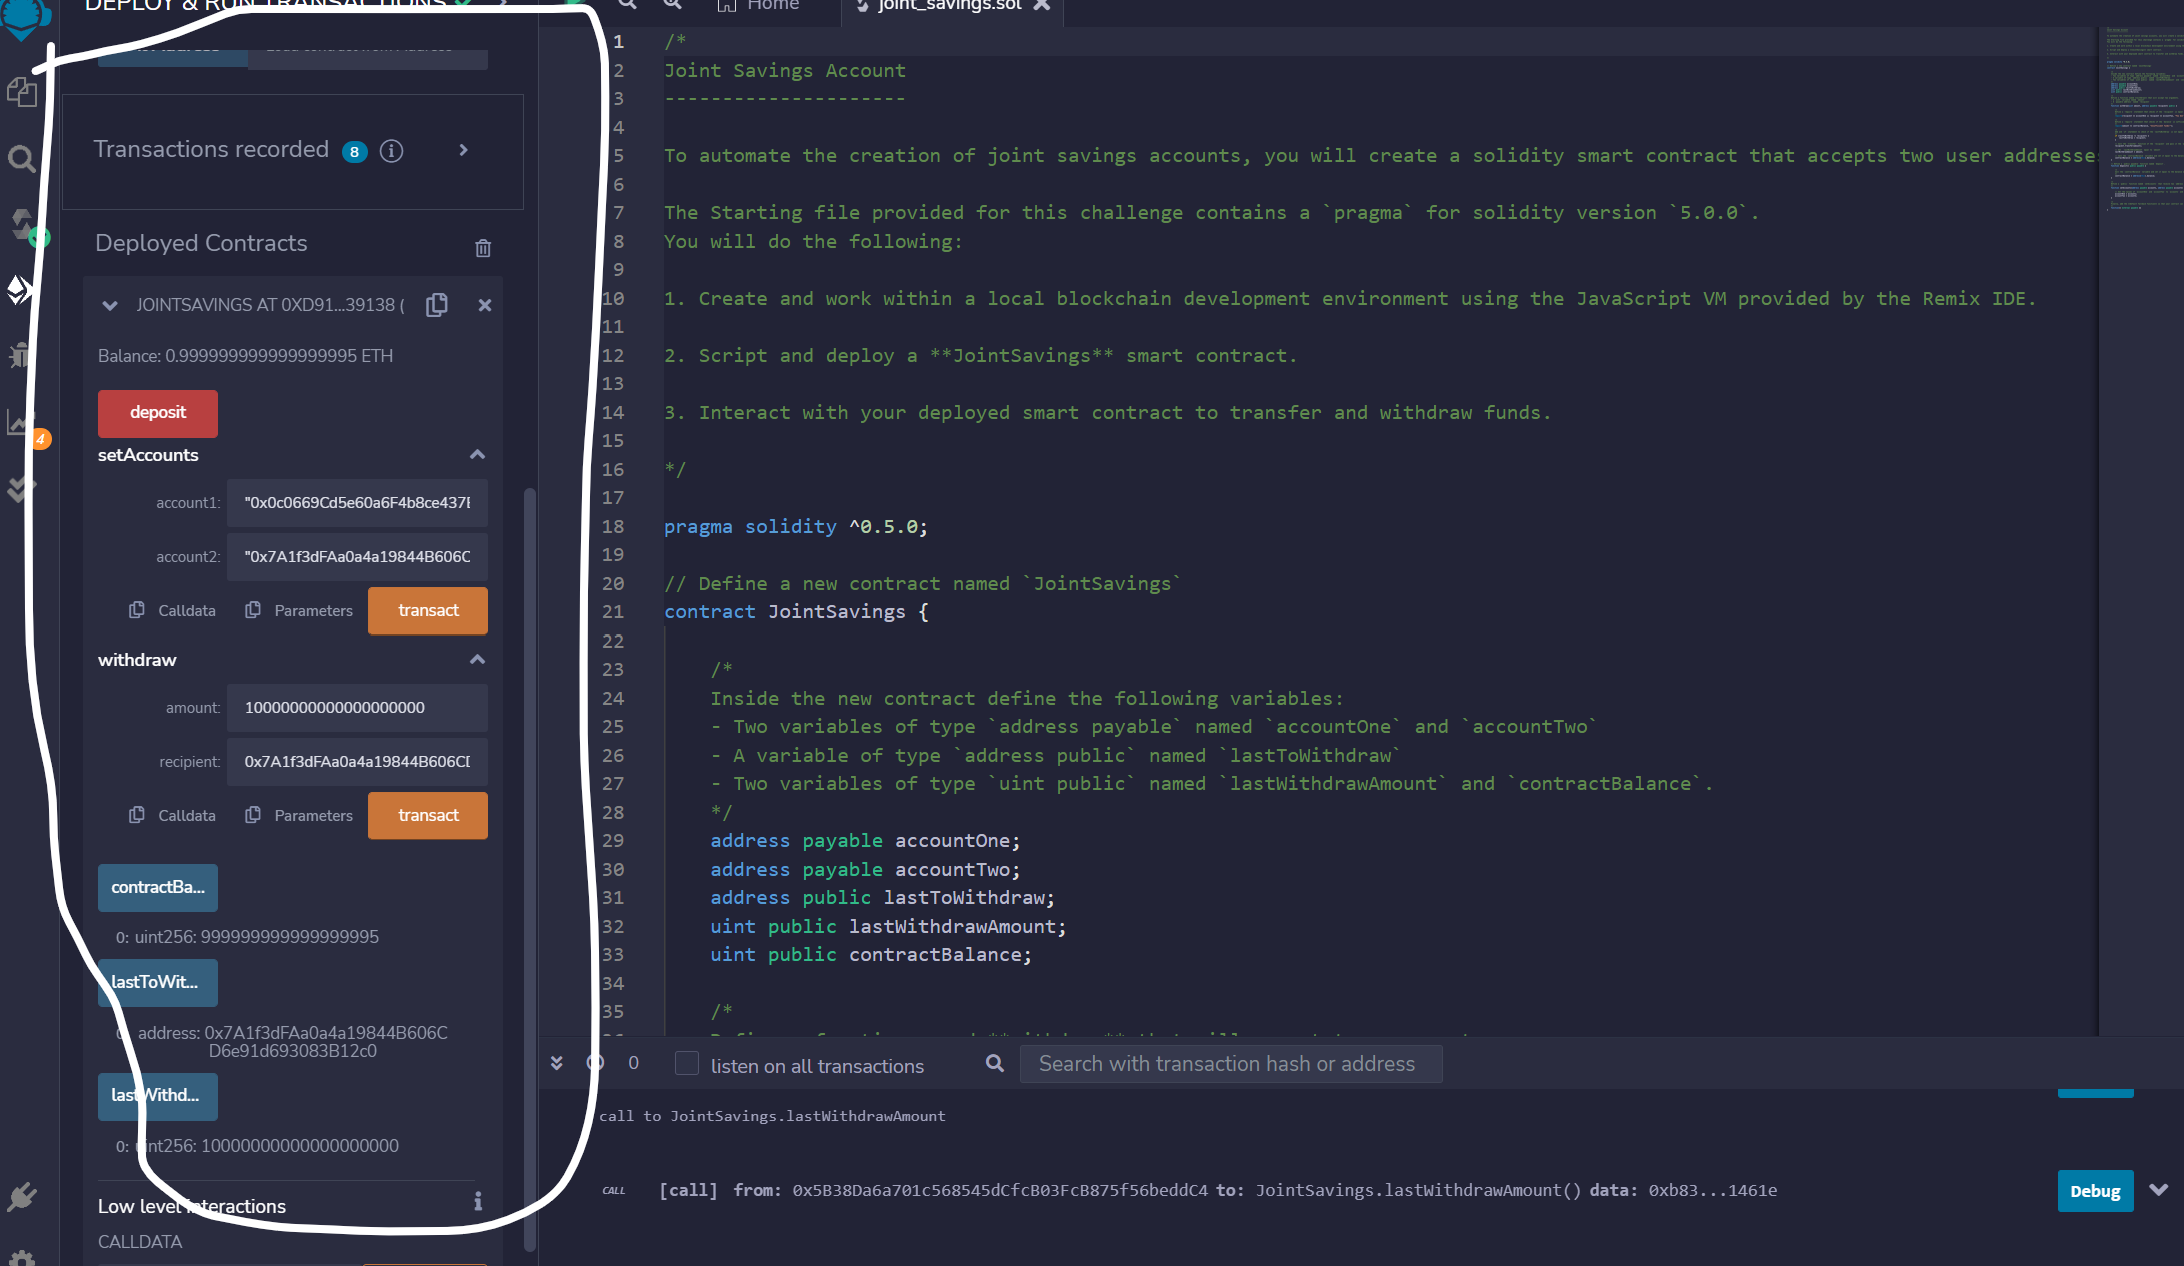 DEPLOY & RUN TRANSACTIONS
Transactions recorded 8
Deployed Contracts
JOINTSAVINGS AT 0XD91...39138 (
Balance: 0.999999999999999995 ETH
deposit
setAccounts
account1: "0x0c0669Cd5e60a6F4b8ce437E
account2: "0x7A1f3dFAa0a4a19844B606C
Calldata Parameters transact
withdraw
amount: 10000000000000000000
recipient: 0x7A1f3dFAa0a4a19844B606CD
Calldata Parameters transact
contractBa...
0: uint256: 999999999999999995
lastToWit...
0: address: 0x7A1f3dFAa0a4a19844B606C
D6e91d693083B12c0
lastWithd...
0: uint256: 10000000000000000000
Low level interactions
CALLDATA
4
Home joint_savings.sol
1 /*
2 Joint Savings Account
3 ---------------------
4
5 To automate the creation of joint savings accounts, you will create a solidity smart contract that accepts two user addresses
6
7 The Starting file provided for this challenge contains a `pragma` for solidity version `5.0.0`.
8 You will do the following:
9
10 1. Create and work within a local blockchain development environment using the JavaScript VM provided by the Remix IDE.
11
12 2. Script and deploy a **JointSavings** smart contract.
13
14 3. Interact with your deployed smart contract to transfer and withdraw funds.
15
16 */
17
18 pragma solidity ^0.5.0;
19
20 // Define a new contract named `JointSavings`
21 contract JointSavings {
22
23 /*
24 Inside the new contract define the following variables:
25 - Two variables of type `address payable` named `accountOne` and `accountTwo`
26 - A variable of type `address public` named `lastToWithdraw`
27 - Two variables of type `uint public` named `lastWithdrawAmount` and `contractBalance`.
28 */
29 address payable accountOne;
30 address payable accountTwo;
31 address public lastToWithdraw;
32 uint public lastWithdrawAmount;
33 uint public contractBalance;
34
35 /*
0 listen on all transactions Search with transaction hash or address
call to JointSavings.lastWithdrawAmount
CALL [call] from: 0x5B38Da6a701c568545dCfcB03FcB875f56beddC4 to: JointSavings.lastWithdrawAmount() data: 0xb83...1461e Debug